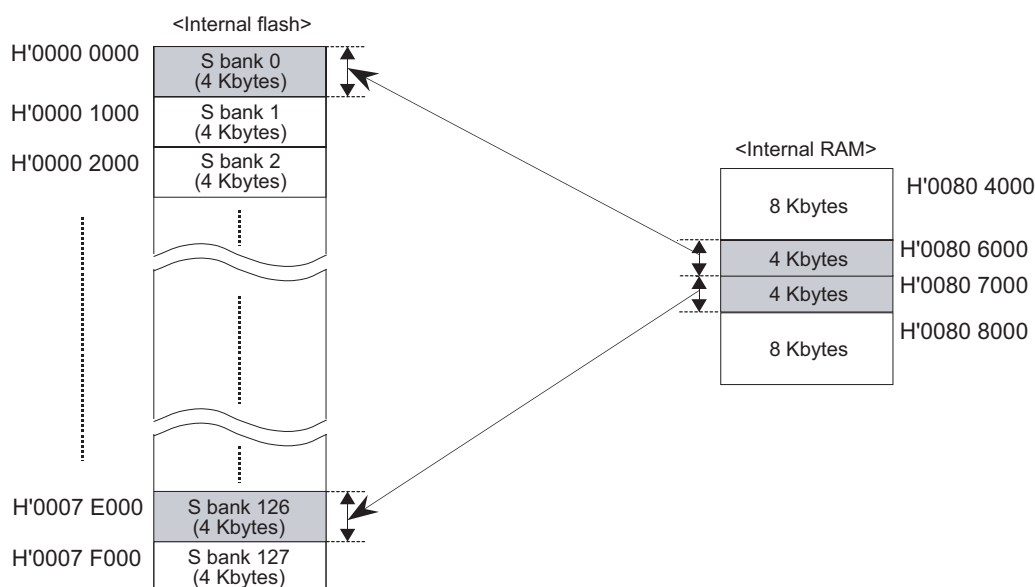 <Internal flash>
H'0000 0000
S bank 0
(4 Kbytes)
H'0000 1000
S bank 1
(4 Kbytes)
H'0000 2000
S bank 2
(4 Kbytes)
H'0007 E000
S bank 126
(4 Kbytes)
H'0007 F000
S bank 127
(4 Kbytes)
<Internal RAM>
8 Kbytes
H'0080 4000
4 Kbytes
H'0080 6000
4 Kbytes
H'0080 7000
8 Kbytes
H'0080 8000